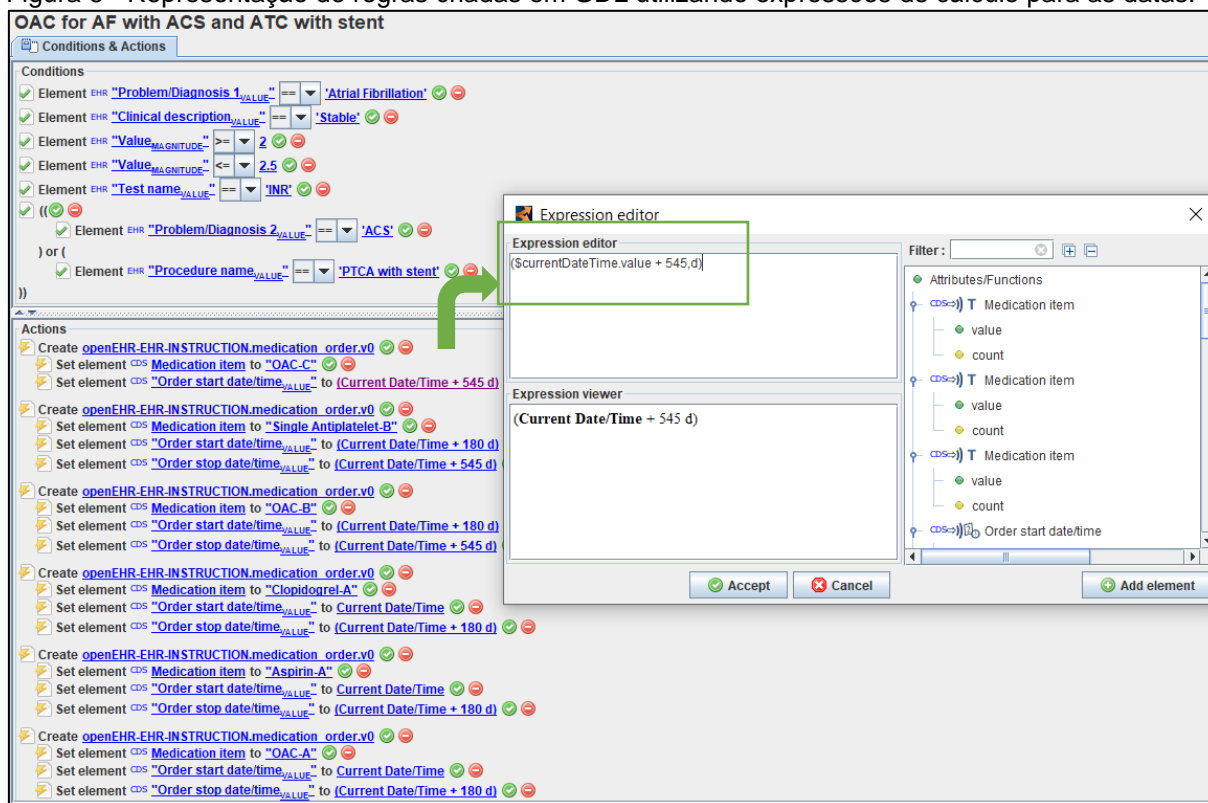 Figura 6 - Representação de regras criadas em GDL utilizando expressões de cálculo para as datas.
OAC for AF with ACS and ATC with stent
Conditions & Actions
Conditions
Element EHR "Problem/Diagnosis 1VALUE" == 'Atrial Fibrillation'
Element EHR "Clinical descriptionVALUE" == 'Stable'
Element EHR "ValueMAGNITUDE" >= 2
Element EHR "ValueMAGNITUDE" <= 2.5
Element EHR "Test nameVALUE" == 'INR'
((
Element EHR "Problem/Diagnosis 2VALUE" == 'ACS'
) or (
Element EHR "Procedure nameVALUE" == 'PTCA with stent'
))
Actions
Create openEHR-EHR-INSTRUCTION.medication_order.v0
Set element CDS Medication item to "OAC-C"
Set element CDS "Order start date/timeVALUE" to (Current Date/Time + 545 d)
Create openEHR-EHR-INSTRUCTION.medication_order.v0
Set element CDS Medication item to "Single Antiplatelet-B"
Set element CDS "Order start date/timeVALUE" to (Current Date/Time + 180 d)
Set element CDS "Order stop date/timeVALUE" to (Current Date/Time + 545 d)
Create openEHR-EHR-INSTRUCTION.medication_order.v0
Set element CDS Medication item to "OAC-B"
Set element CDS "Order start date/timeVALUE" to (Current Date/Time + 180 d)
Set element CDS "Order stop date/timeVALUE" to (Current Date/Time + 545 d)
Create openEHR-EHR-INSTRUCTION.medication_order.v0
Set element CDS Medication item to "Clopidogrel-A"
Set element CDS "Order start date/timeVALUE" to Current Date/Time
Set element CDS "Order stop date/timeVALUE" to (Current Date/Time + 180 d)
Create openEHR-EHR-INSTRUCTION.medication_order.v0
Set element CDS Medication item to "Aspirin-A"
Set element CDS "Order start date/timeVALUE" to Current Date/Time
Set element CDS "Order stop date/timeVALUE" to (Current Date/Time + 180 d)
Create openEHR-EHR-INSTRUCTION.medication_order.v0
Set element CDS Medication item to "OAC-A"
Set element CDS "Order start date/timeVALUE" to Current Date/Time
Set element CDS "Order stop date/timeVALUE" to (Current Date/Time + 180 d)
Expression editor
Expression editor
($currentDateTime.value + 545,d)
Expression viewer
(Current Date/Time + 545 d)
Accept
Cancel
Filter :
Attributes/Functions
CDS T Medication item
value
count
CDS T Medication item
value
count
CDS T Medication item
value
count
CDS Order start date/time
Add element